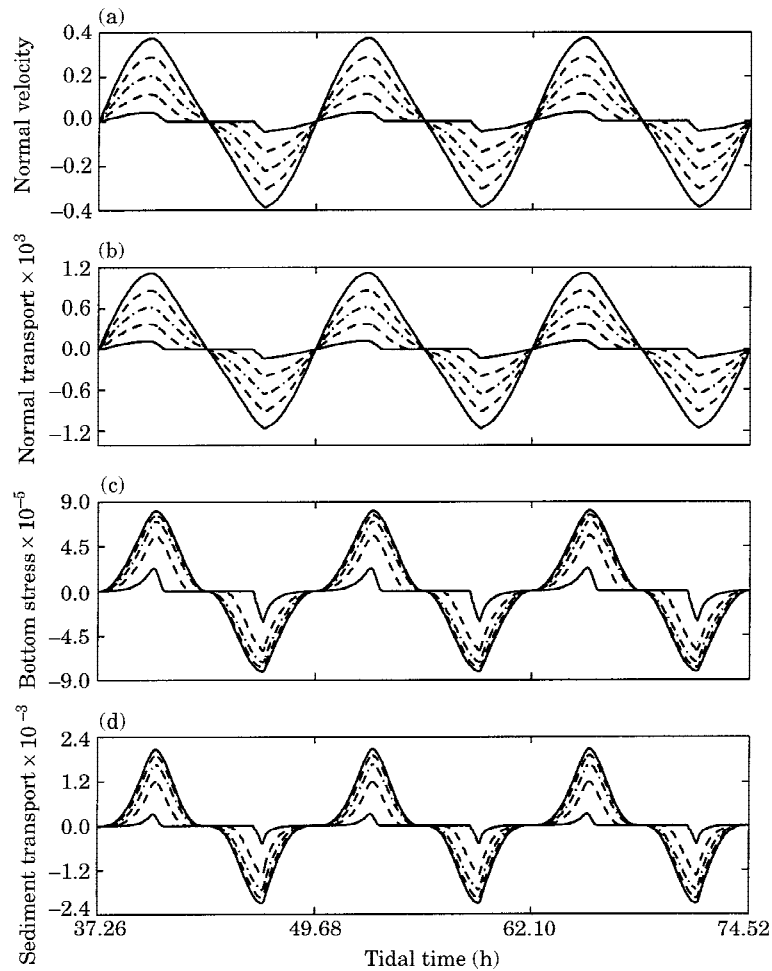 (a)
Normal velocity
0.4
0.2
0.0
−0.2
−0.4
(b)
Normal transport × 10³
1.2
0.6
0.0
−0.6
−1.2
(c)
Bottom stress × 10⁻⁵
9.0
4.5
0.0
−4.5
−9.0
(d)
Sediment transport × 10⁻³
2.4
1.2
0.0
−1.2
−2.4
37.26 49.68 62.10 74.52
Tidal time (h)